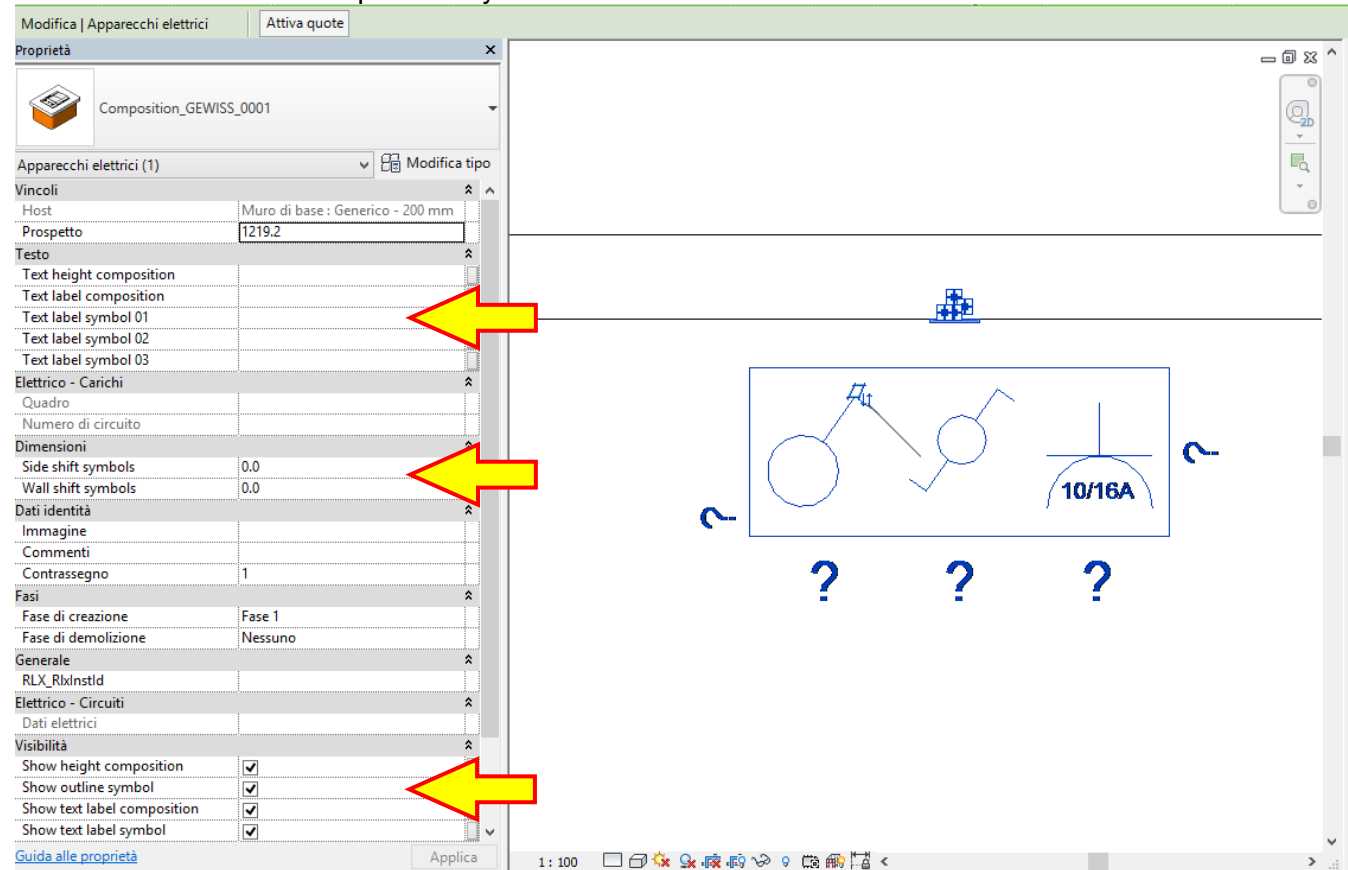 Modifica | Apparecchi elettrici Attiva quote
Proprietà
Composition_GEWISS_0001
Apparecchi elettrici (1) Modifica tipo
Vincoli
Host Muro di base : Generico - 200 mm
Prospetto 1219.2
Testo
Text height composition
Text label composition
Text label symbol 01
Text label symbol 02
Text label symbol 03
Elettrico - Carichi
Quadro
Numero di circuito
Dimensioni
Side shift symbols 0.0
Wall shift symbols 0.0
Dati identità
Immagine
Commenti
Contrassegno 1
Fasi
Fase di creazione Fase 1
Fase di demolizione Nessuno
Generale
RLX_RlxInstId
Elettrico - Circuiti
Dati elettrici
Visibilità
Show height composition
Show outline symbol
Show text label composition
Show text label symbol
Guida alle proprietà Applica
2D
10/16A
?
?
? ? ?
1 : 100